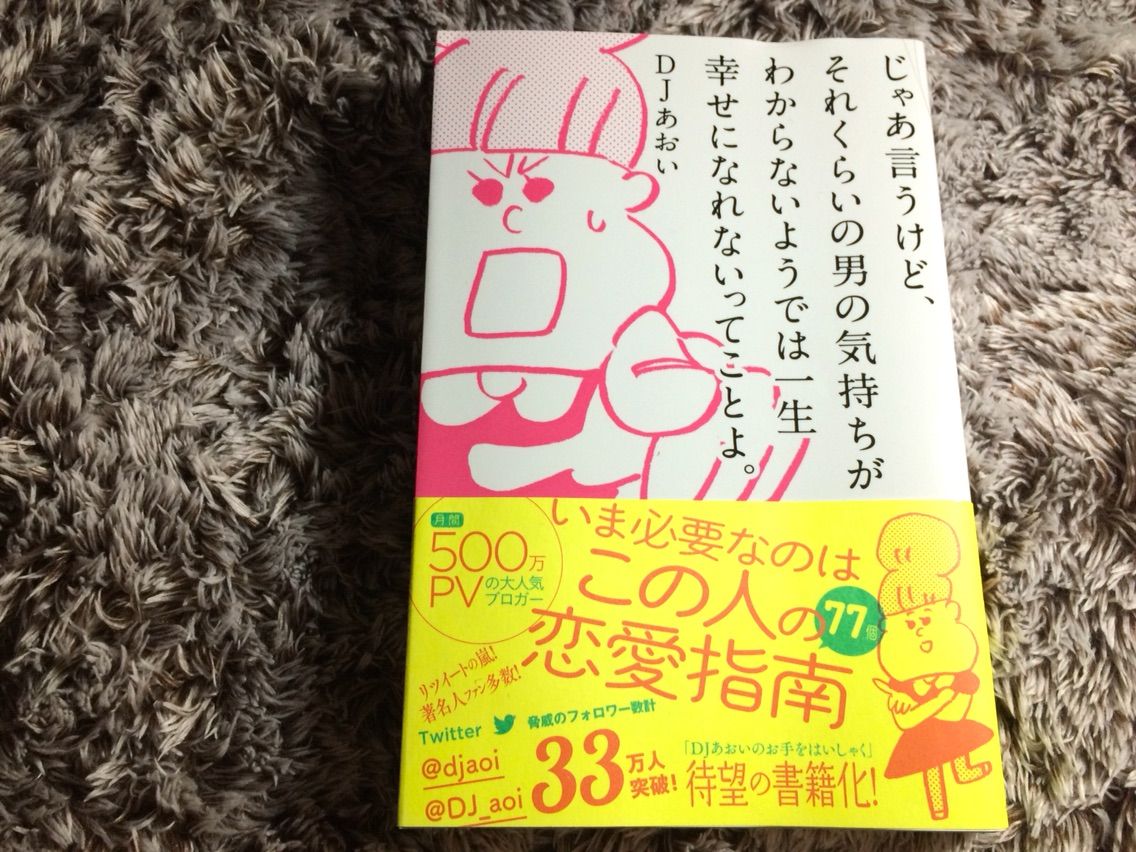 じゃあ言うけど、
それくらいの男の気持ちが
わからないようでは一生
幸せになれないってことよ。
DJあおい
月間
500万
PVの大人気
ブロガー
いま必要なのは
この人の77個
恋愛指南
リツイートの嵐!
著名人ファン多数!
Twitter 脅威のフォロワー数計
@djaoi
@DJ_aoi
33万人
突破!
「DJあおいのお手をはいしゃく」
待望の書籍化!